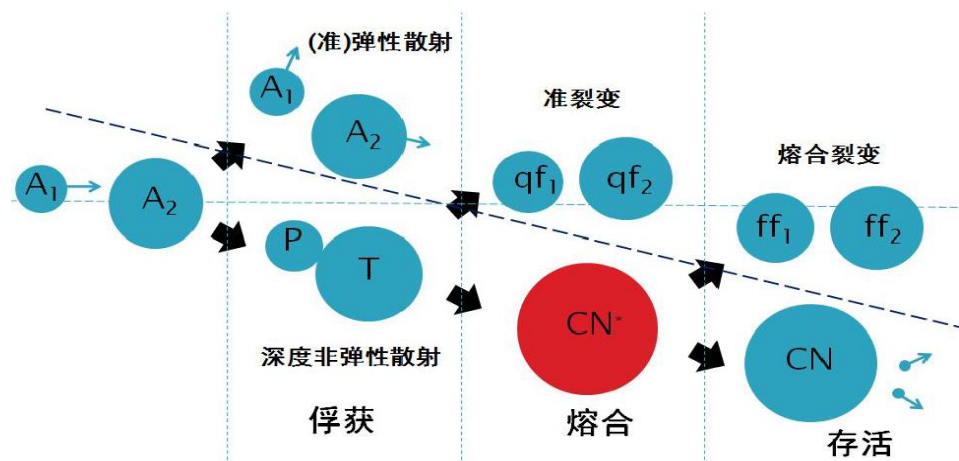 (准)弹性散射
A₁
A₂
准裂变
qf₁
qf₂
熔合裂变
ff₁
ff₂
A₁
A₂
P
T
CN*
CN
深度非弹性散射
俘获
熔合
存活